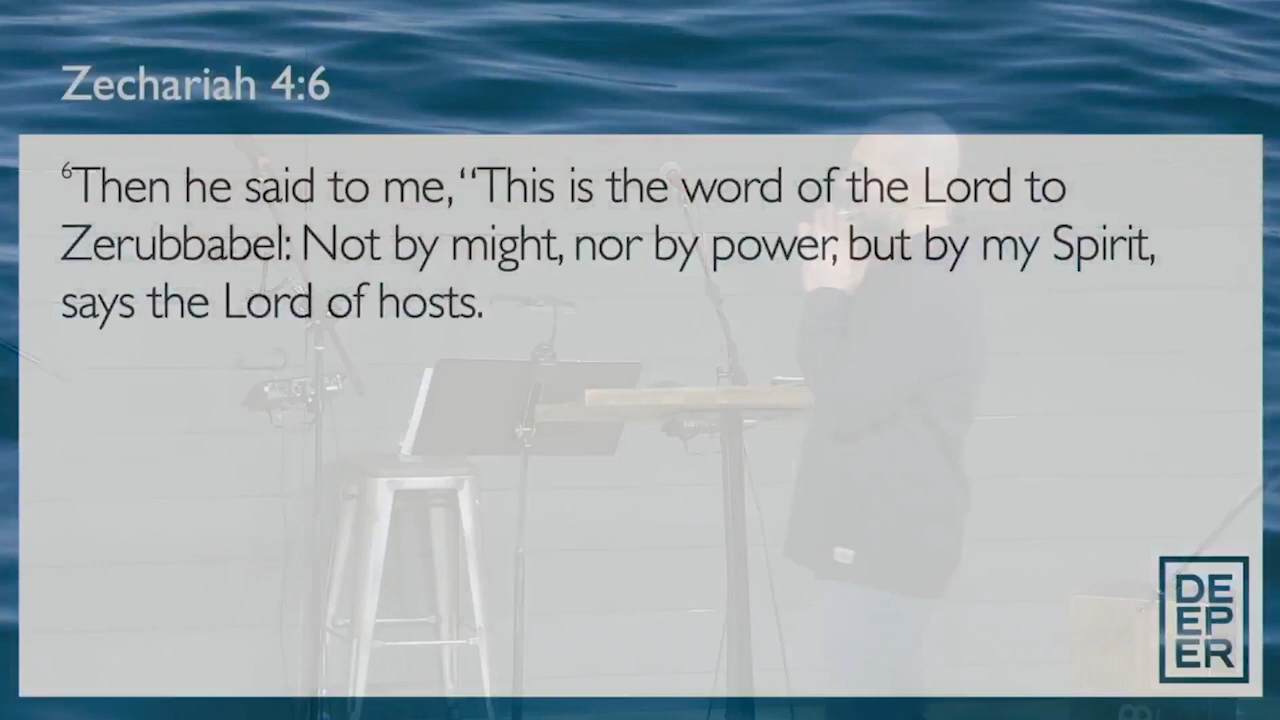 Zechariah 4:6
⁶Then he said to me, “This is the word of the Lord to
Zerubbabel: Not by might, nor by power, but by my Spirit,
says the Lord of hosts.
DE
EP
ER